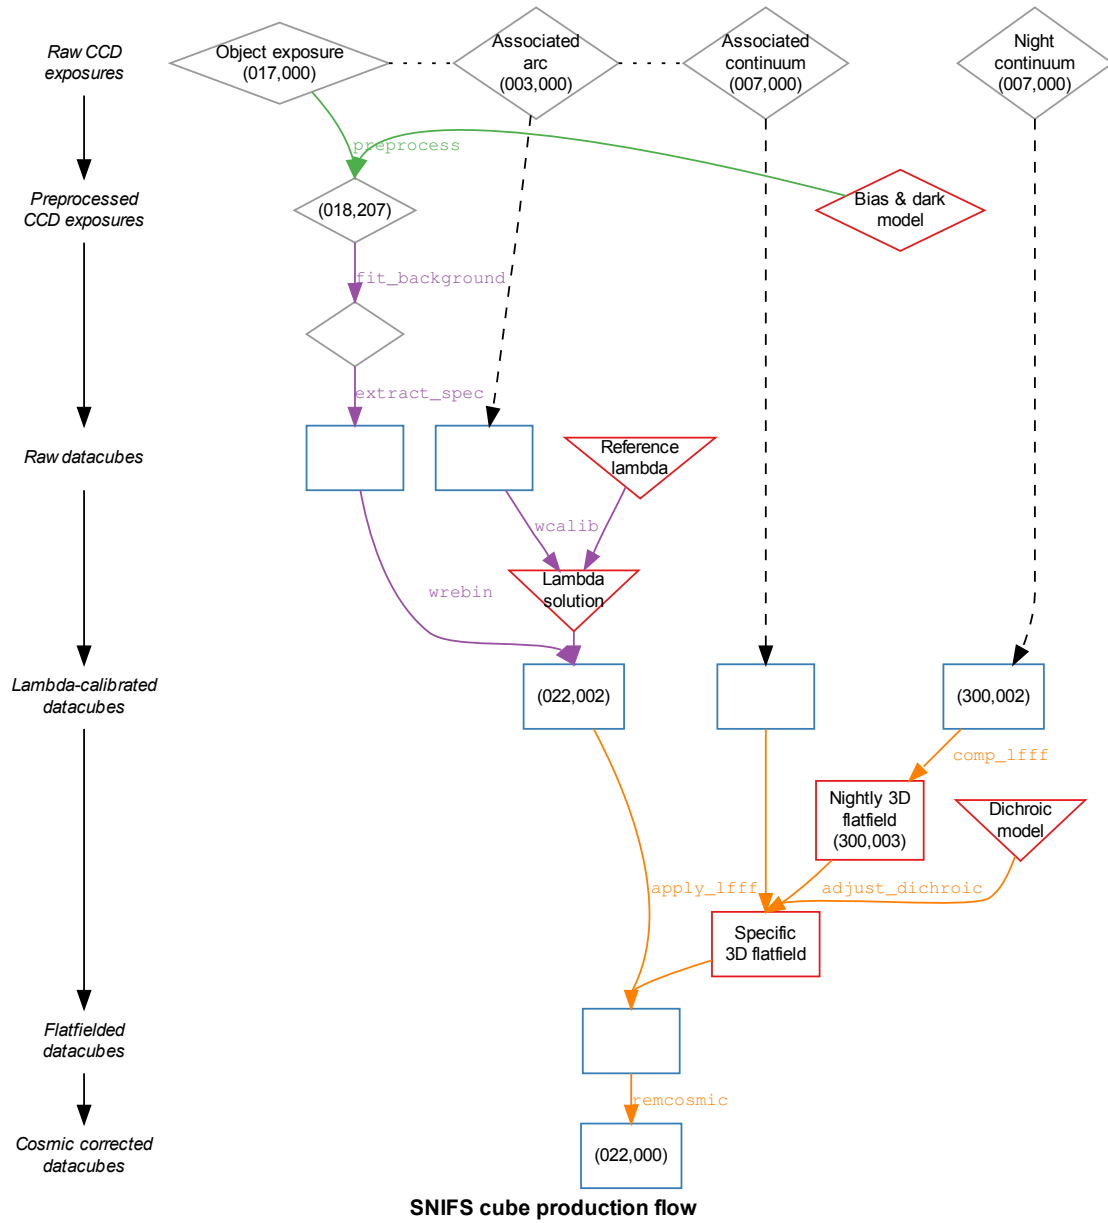 Raw CCD
exposures
Object exposure
(017,000)
Associated
arc
(003,000)
Associated
continuum
(007,000)
Night
continuum
(007,000)
preprocess
Preprocessed
CCD exposures
(018,207)
Bias & dark
model
fit_background
extract_spec
Raw datacubes
Reference
lambda
wcalib
Lambda
solution
wrebin
Lambda-calibrated
datacubes
(022,002)
(300,002)
comp_lfff
Nightly 3D
flatfield
(300,003)
Dichroic
model
apply_lfff
adjust_dichroic
Specific
3D flatfield
Flatfielded
datacubes
remcosmic
Cosmic corrected
datacubes
(022,000)
SNIFS cube production flow